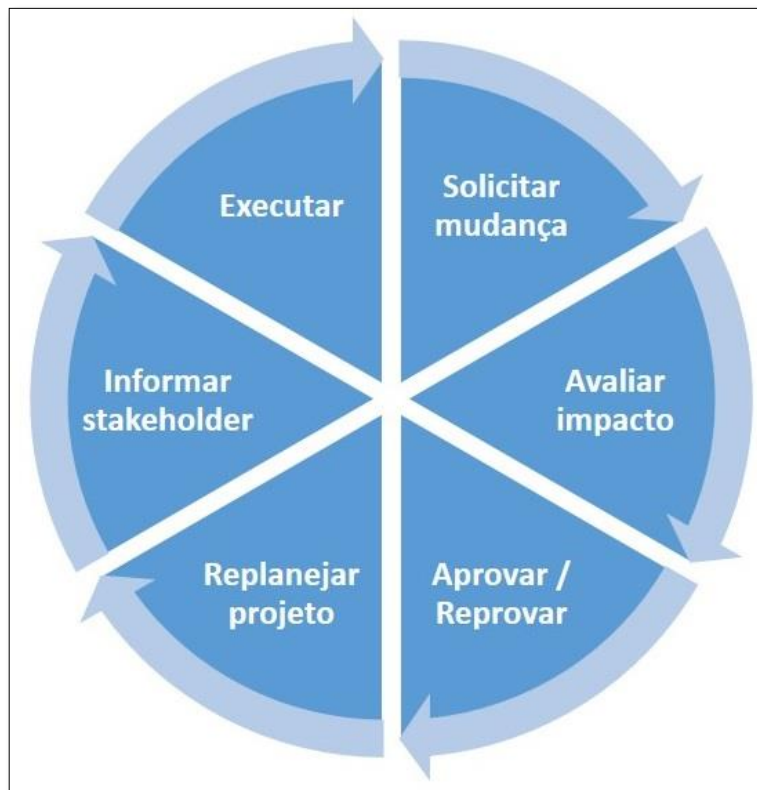 Solicitar
mudança
Avaliar
impacto
Aprovar /
Reprovar
Replanejar
projeto
Informar
stakeholder
Executar